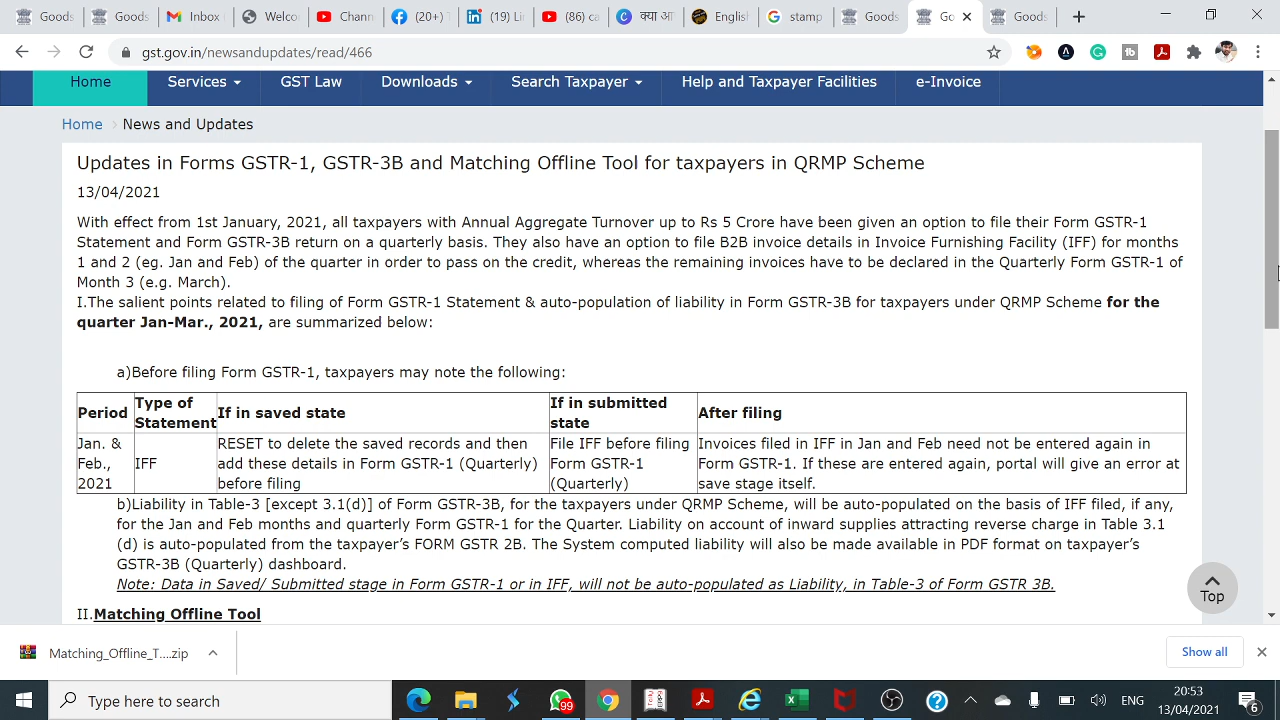 Goods
Good
Inbox
Welc
Chann
(20+)
(19) Lin
(86) ca
क्या आ
English
stamp
Goods
Go
Good
gst.gov.in/newsandupdates/read/466
Home Services GST Law Downloads Search Taxpayer Help and Taxpayer Facilities e-Invoice
Home > News and Updates
Updates in Forms GSTR-1, GSTR-3B and Matching Offline Tool for taxpayers in QRMP Scheme
13/04/2021
With effect from 1st January, 2021, all taxpayers with Annual Aggregate Turnover up to Rs 5 Crore have been given an option to file their Form GSTR-1
Statement and Form GSTR-3B return on a quarterly basis. They also have an option to file B2B invoice details in Invoice Furnishing Facility (IFF) for months
1 and 2 (eg. Jan and Feb) of the quarter in order to pass on the credit, whereas the remaining invoices have to be declared in the Quarterly Form GSTR-1 of
Month 3 (e.g. March).
I.The salient points related to filing of Form GSTR-1 Statement & auto-population of liability in Form GSTR-3B for taxpayers under QRMP Scheme for the
quarter Jan-Mar., 2021, are summarized below:
a)Before filing Form GSTR-1, taxpayers may note the following:
Period
Type of
Statement
If in saved state
If in submitted
state
After filing
Jan. &
Feb.,
2021
IFF
RESET to delete the saved records and then
add these details in Form GSTR-1 (Quarterly)
before filing
File IFF before filing
Form GSTR-1
(Quarterly)
Invoices filed in IFF in Jan and Feb need not be entered again in
Form GSTR-1. If these are entered again, portal will give an error at
save stage itself.
b)Liability in Table-3 [except 3.1(d)] of Form GSTR-3B, for the taxpayers under QRMP Scheme, will be auto-populated on the basis of IFF filed, if any,
for the Jan and Feb months and quarterly Form GSTR-1 for the Quarter. Liability on account of inward supplies attracting reverse charge in Table 3.1
(d) is auto-populated from the taxpayer's FORM GSTR 2B. The System computed liability will also be made available in PDF format on taxpayer's
GSTR-3B (Quarterly) dashboard.
Note: Data in Saved/ Submitted stage in Form GSTR-1 or in IFF, will not be auto-populated as Liability, in Table-3 of Form GSTR 3B.
Top
II.Matching Offline Tool
Matching_Offline_T....zip
Show all
Type here to search
99
ENG
20:53
13/04/2021
6